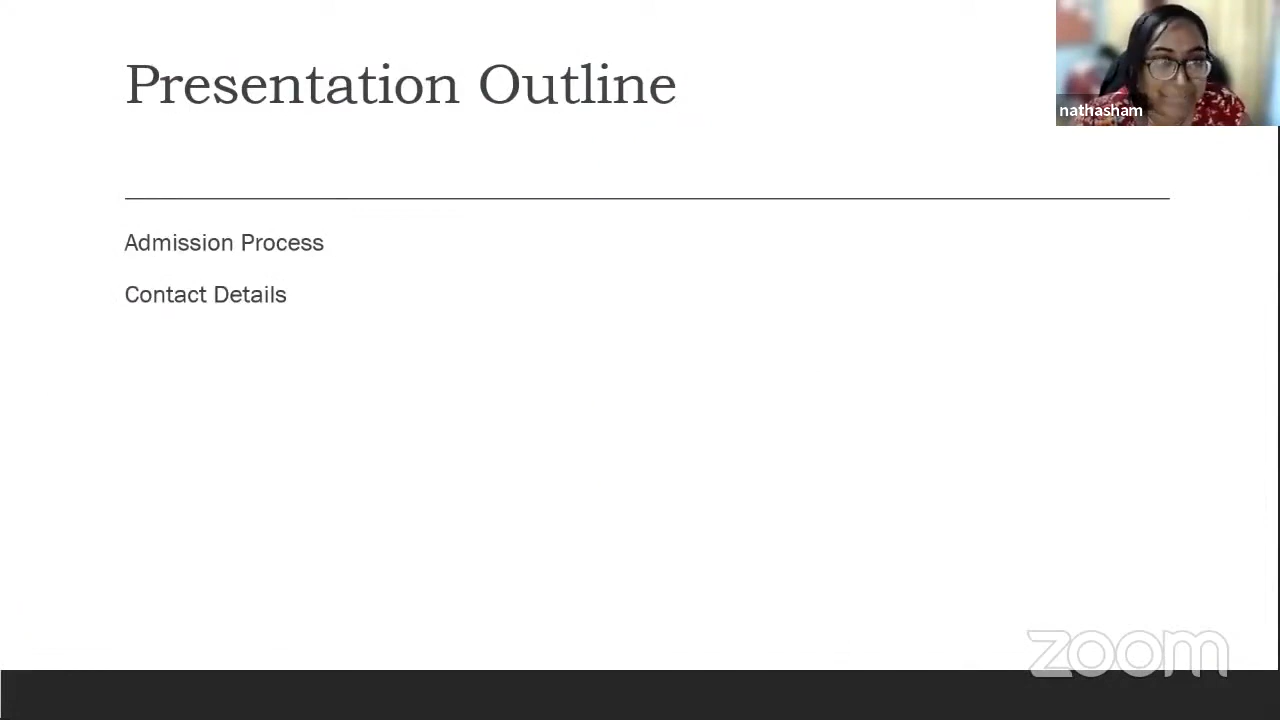 Presentation Outline
nathasham
Admission Process
Contact Details
zoom